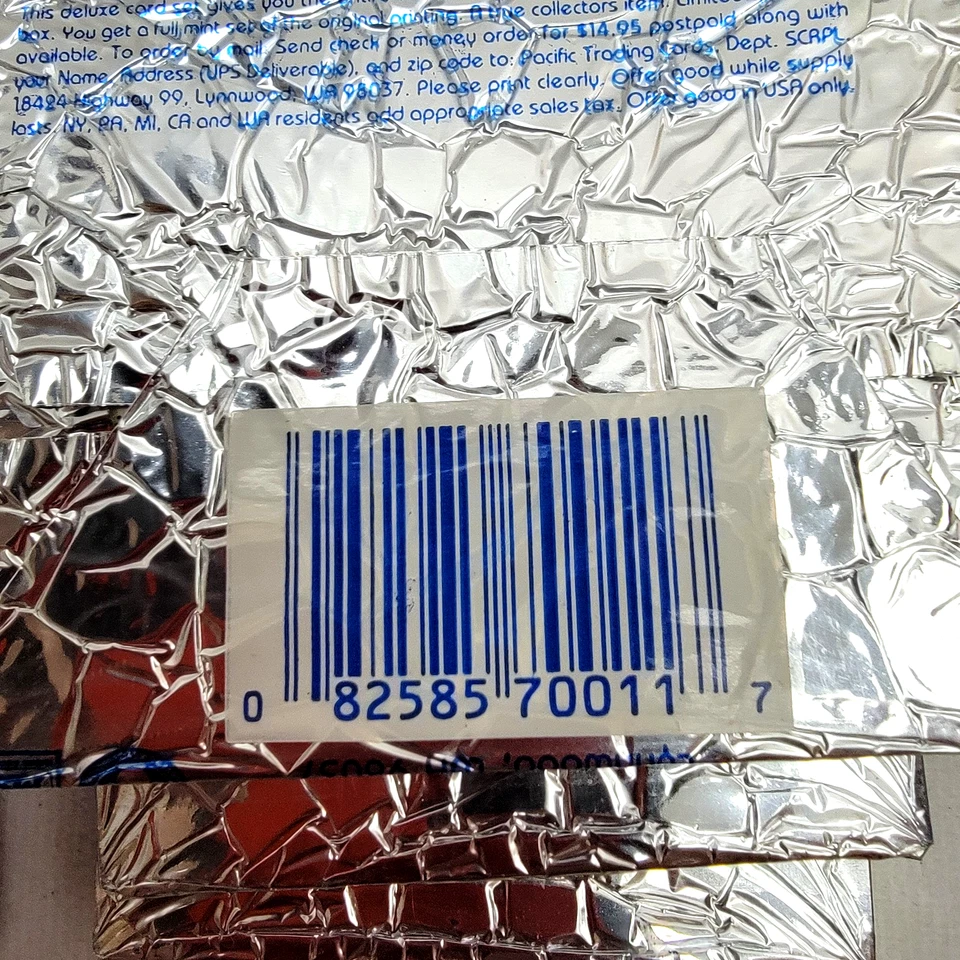 This deluxe card set gives you the
box. You get a full mint set of the original printing. A true collectors item. Limited
available. To order by mail. Send check or money order for $14.95 postpaid along with
your Name, Address (UPS Deliverable), and zip code to: Pacific Trading Cards, Dept. SCRPL,
18424 Highway 99, Lynnwood, WA 98037. Please print clearly. Offer good while supply
lasts. NY, PA, MI, CA and WA residents add appropriate sales tax. Offer good in USA only.
0 82585 70011 7